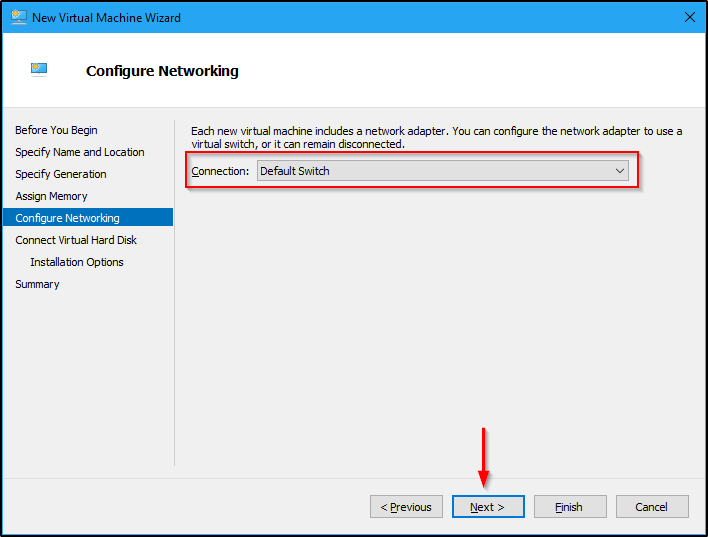 New Virtual Machine Wizard
Configure Networking
Before You Begin
Specify Name and Location
Specify Generation
Assign Memory
Configure Networking
Connect Virtual Hard Disk
Installation Options
Summary
Each new virtual machine includes a network adapter. You can configure the network adapter to use a
virtual switch, or it can remain disconnected.
Connection: Default Switch
< Previous
Next >
Finish
Cancel